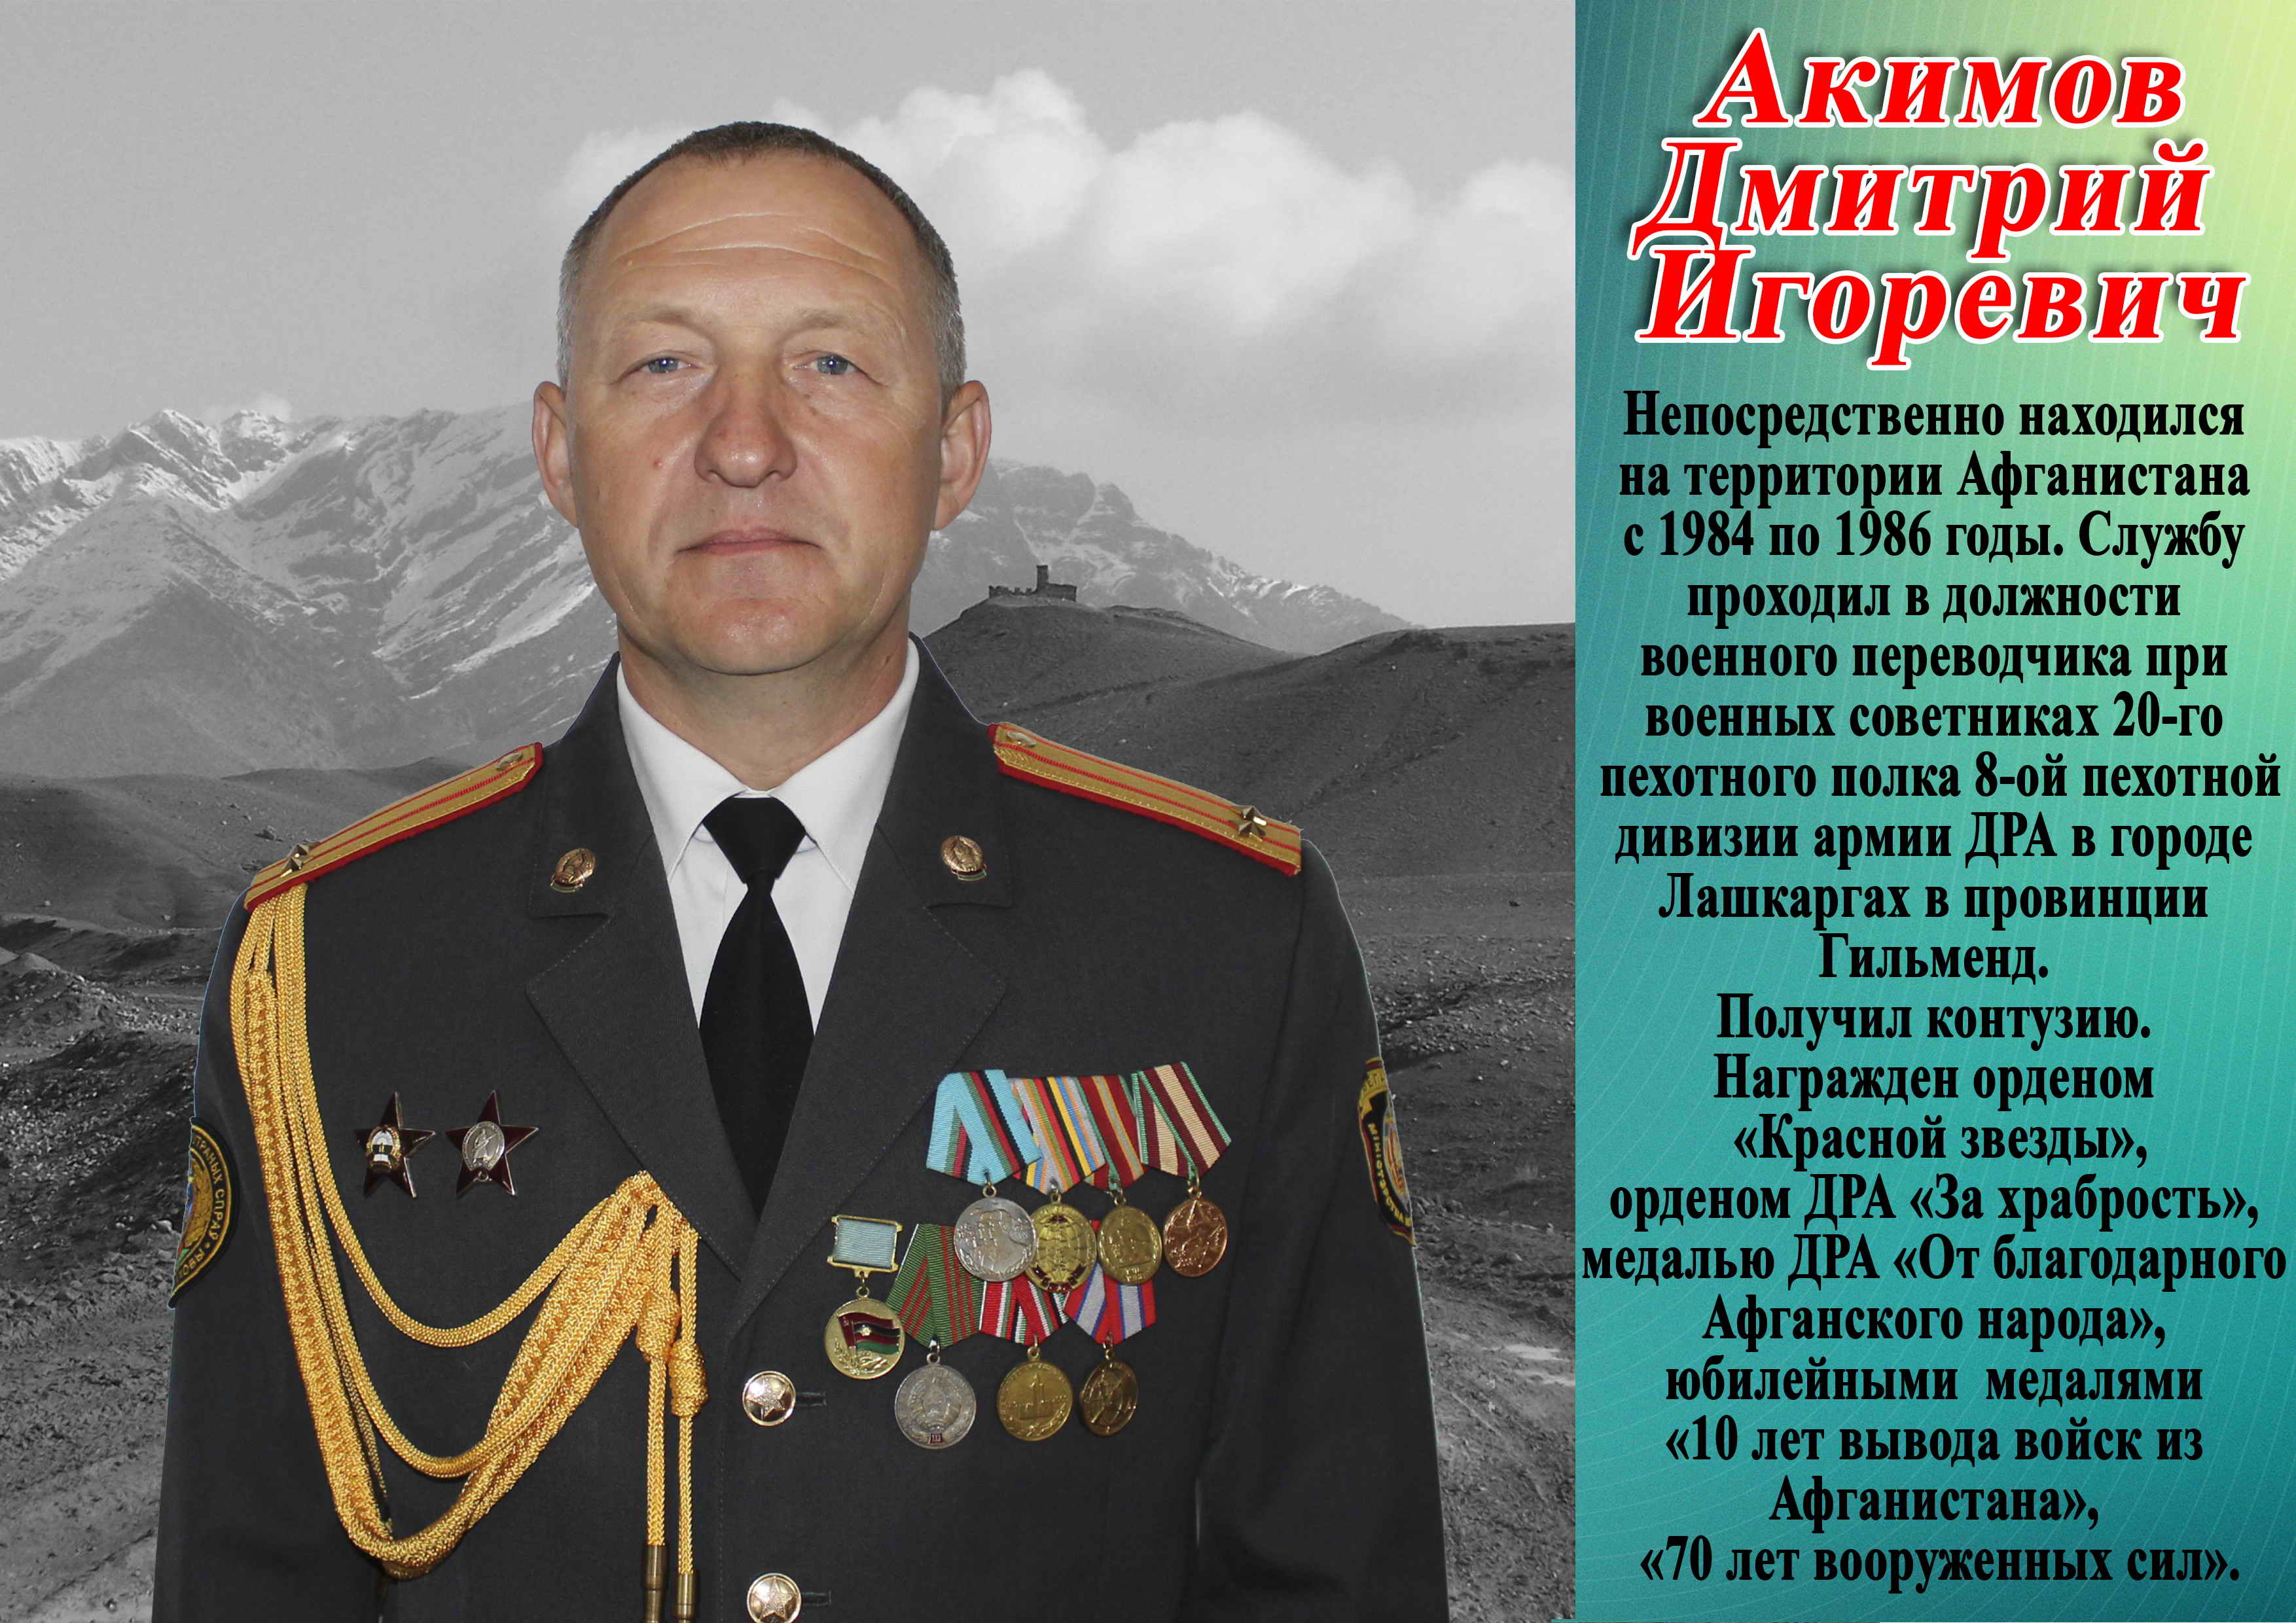 Акимов
Дмитрий
Игоревич
Непосредственно находился
на территории Афганистана
с 1984 по 1986 годы. Службу
проходил в должности
военного переводчика при
военных советниках 20-го
пехотного полка 8-ой пехотной
дивизии армии ДРА в городе
Лашкаргах в провинции
Гильменд.
Получил контузию.
Награжден орденом
«Красной звезды»,
орденом ДРА «За храбрость»,
медалью ДРА «От благодарного
Афганского народа»,
юбилейными медалями
«10 лет вывода войск из
Афганистана»,
«70 лет вооруженных сил».